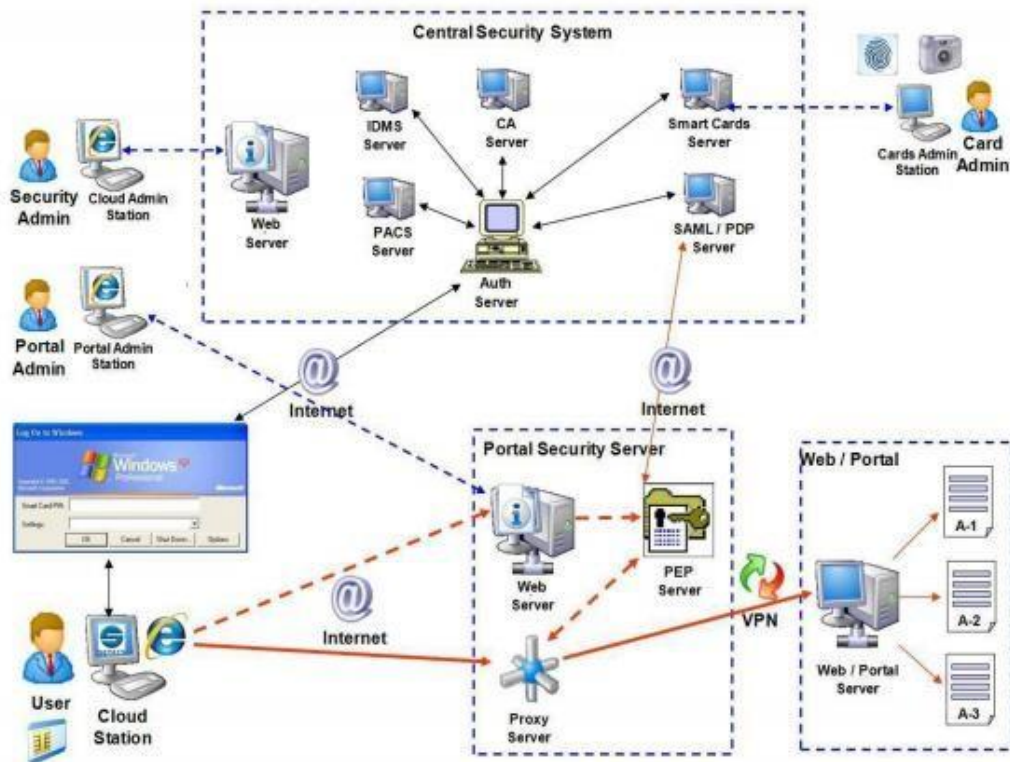 Central Security System
IDMS
Server
CA
Server
Smart Cards
Server
Cards Admin
Station
Card
Admin
Security
Admin
Cloud Admin
Station
Web
Server
PACS
Server
Auth
Server
SAML / PDP
Server
Portal
Admin
Portal Admin
Station
@
Internet
@
Internet
Log On to Windows
Microsoft
Windows xp
Professional
Microsoft
Smart Card PIN:
Settings:
OK
Cancel
Shut Down...
Options
Portal Security Server
Web
Server
PEP
Server
@
Internet
Proxy
Server
VPN
Web / Portal
Web / Portal
Server
A-1
A-2
A-3
User
Cloud
Station